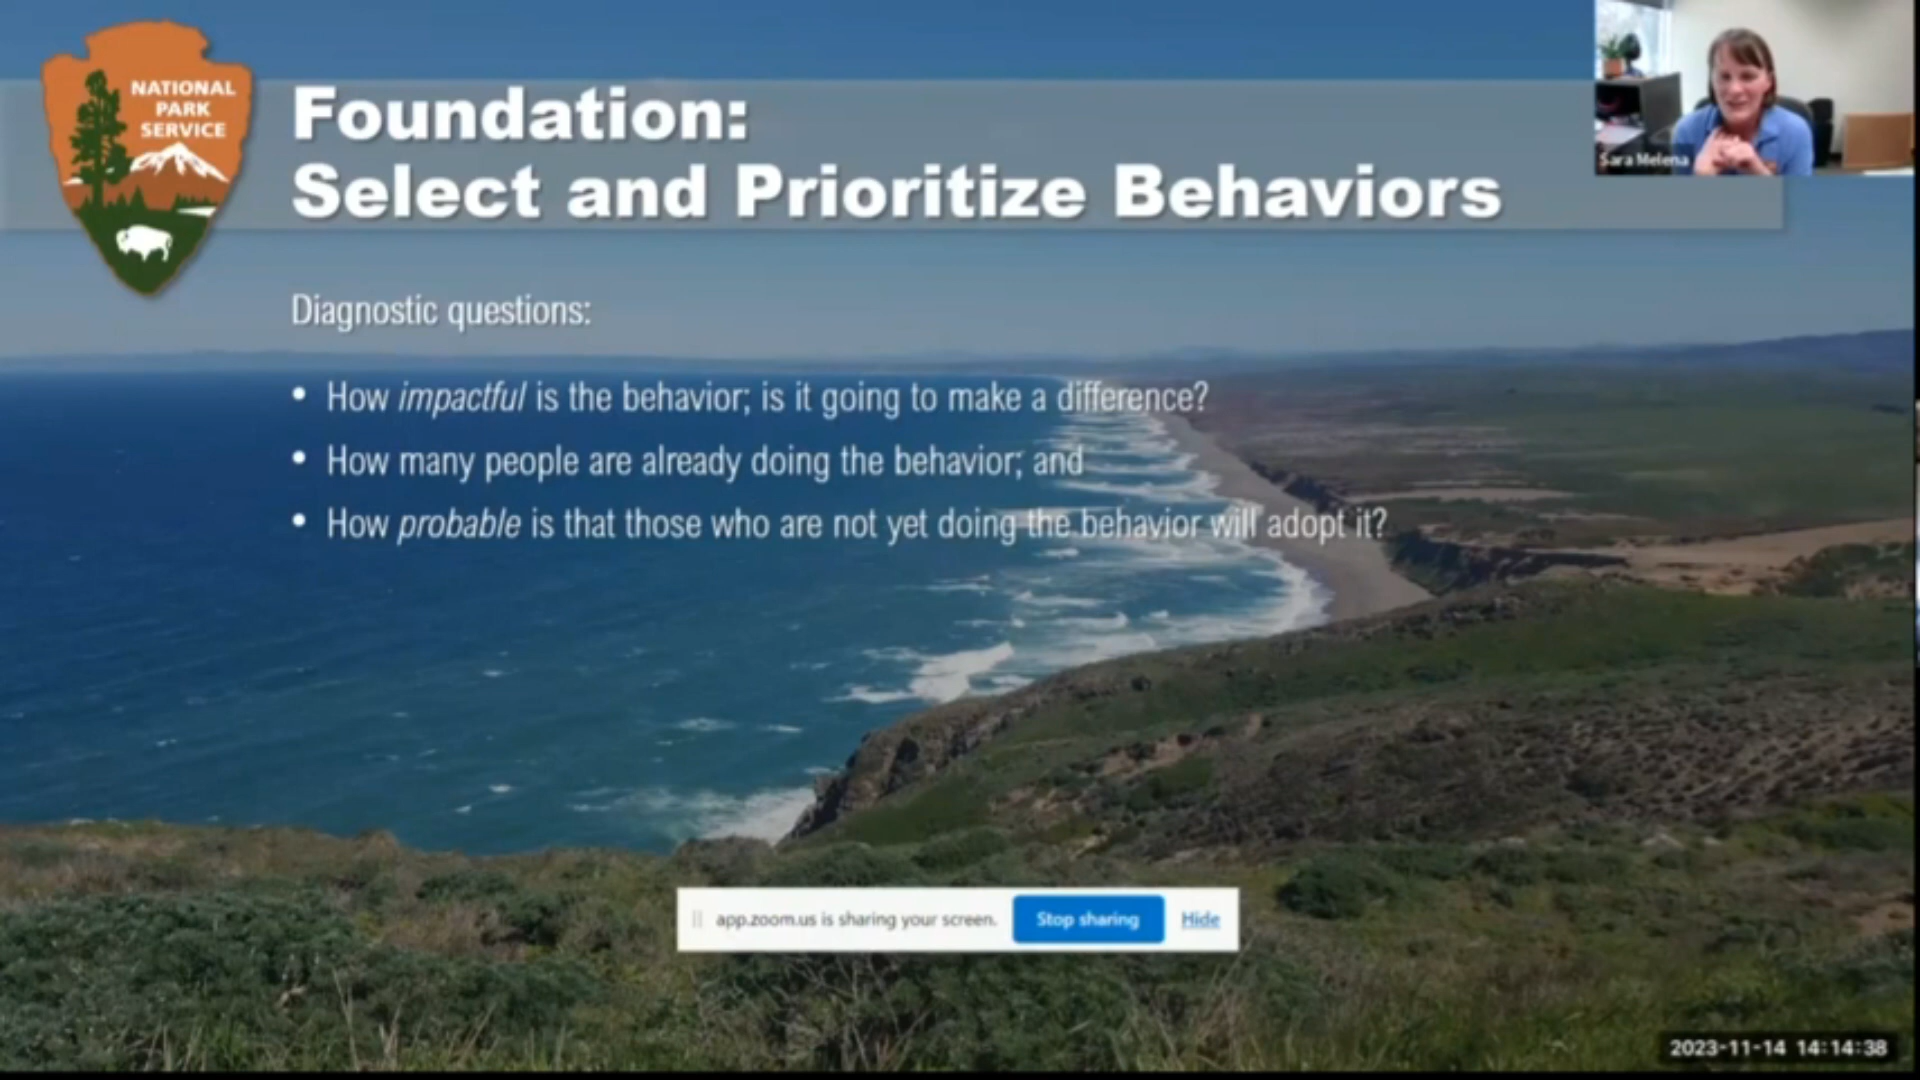 NATIONAL
PARK
SERVICE
Foundation:
Select and Prioritize Behaviors
Sara Melena
Diagnostic questions:
• How impactful is the behavior; is it going to make a difference?
• How many people are already doing the behavior; and
• How probable is that those who are not yet doing the behavior will adopt it?
app.zoom.us is sharing your screen. Stop sharing Hide
2023-11-14 14:14:38